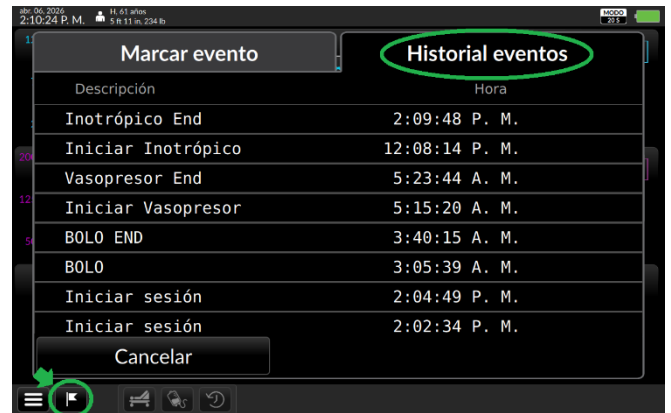 abr. 06, 2026
2:10:24 P. M.
H, 61 años
5 ft 11 in, 234 lb
MODO
20 S
Marcar evento
Historial eventos
Descripción Hora
Inotrópico End 2:09:48 P. M.
Iniciar Inotrópico 12:08:14 P. M.
Vasopresor End 5:23:44 A. M.
Iniciar Vasopresor 5:15:20 A. M.
BOLO END 3:40:15 A. M.
BOLO 3:05:39 A. M.
Iniciar sesión 2:04:49 P. M.
Iniciar sesión 2:02:34 P. M.
Cancelar